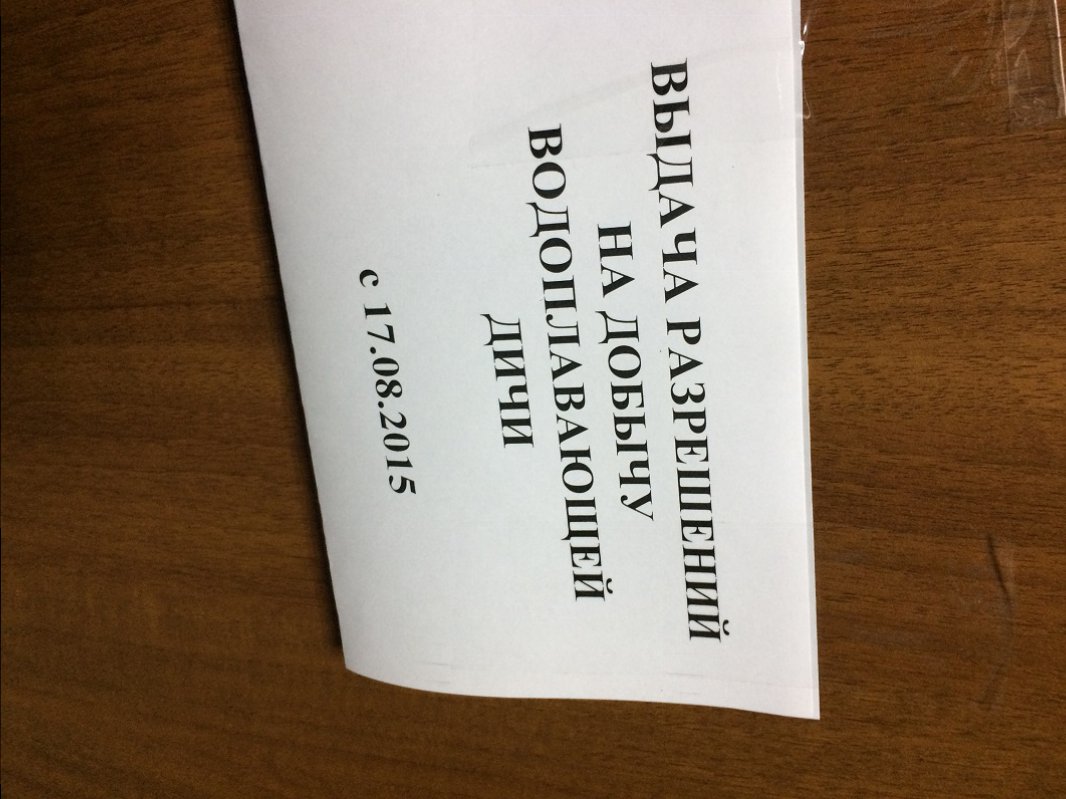 ВЫДАЧА РАЗРЕШЕНИЙ
НА ДОБЫЧУ
ВОДОПЛАВАЮЩЕЙ
ДИЧИ
с 17.08.2015